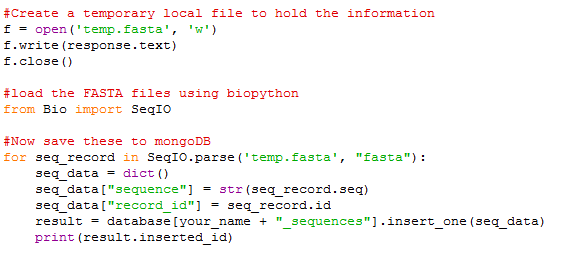 #Create a temporary local file to hold the information
f = open('temp.fasta', 'w')
f.write(response.text)
f.close()
#load the FASTA files using biopython
from Bio import SeqIO
#Now save these to mongoDB
for seq_record in SeqIO.parse('temp.fasta', "fasta"):
    seq_data = dict()
    seq_data["sequence"] = str(seq_record.seq)
    seq_data["record_id"] = seq_record.id
    result = database[your_name + "_sequences"].insert_one(seq_data)
    print(result.inserted_id)